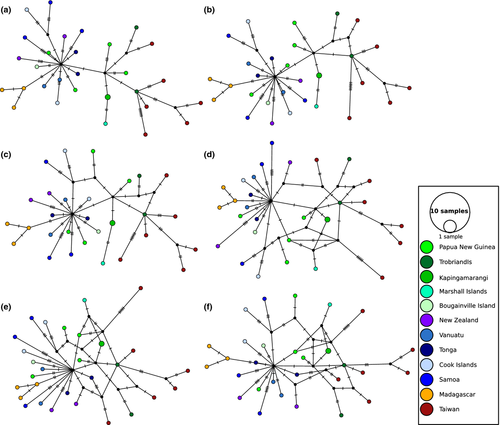 (a)
(b)
(c)
(d)
(e)
(f)
10 samples
1 sample
Papua New Guinea
TrobriandIs
Kapingamarangi
Marshall Islands
Bougainville Island
New Zealand
Vanuatu
Tonga
Cook Islands
Samoa
Madagascar
Taiwan